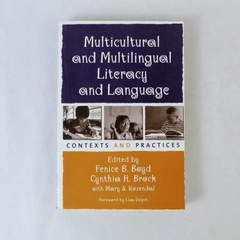 Multicultural
and Multilingual
Literacy
and Language
CONTEXTS AND PRACTICES
Edited by
Fenice B. Boyd
Cynthia H. Brock
with Mary S. Rozendal
Foreword by Lisa Delpit